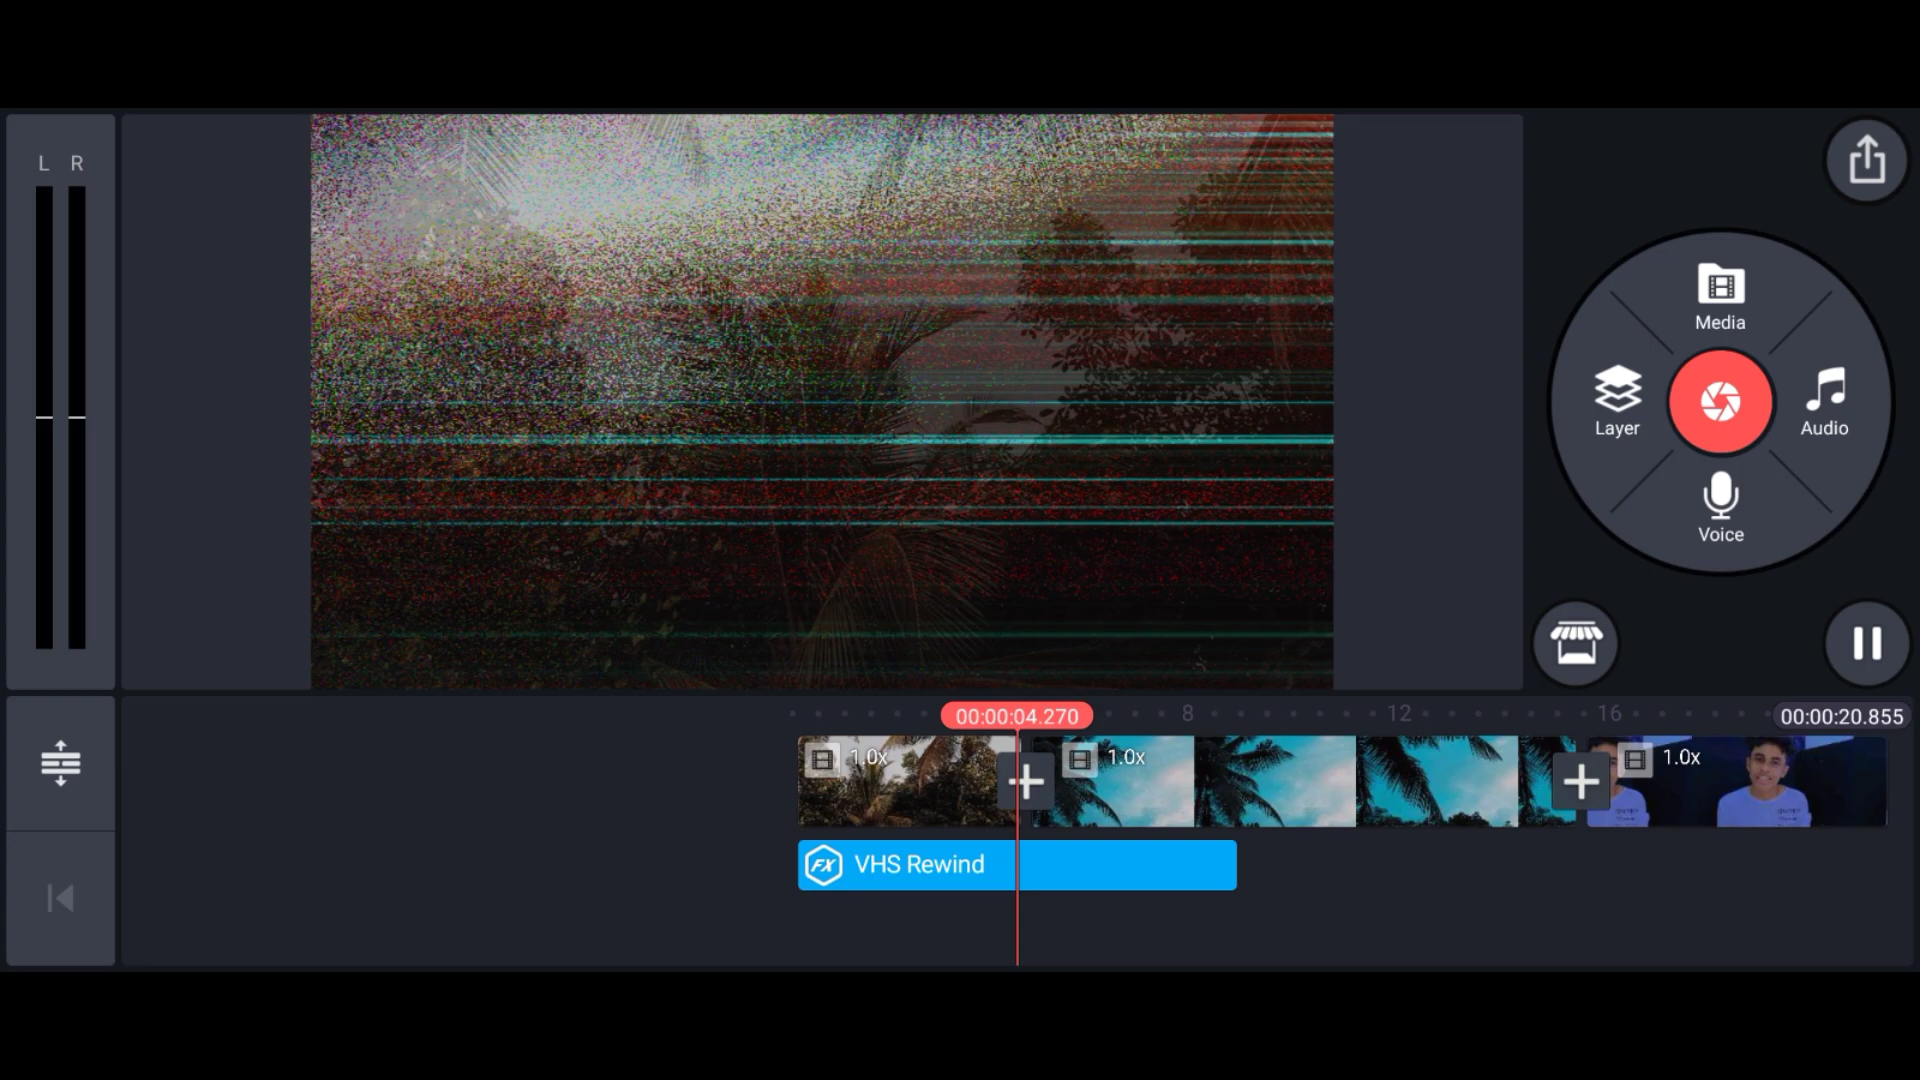 L R
Media
Layer
Audio
Voice
00:00:04.270
8
12
16
00:00:20.855
1.0x
1.0x
1.0x
FX VHS Rewind